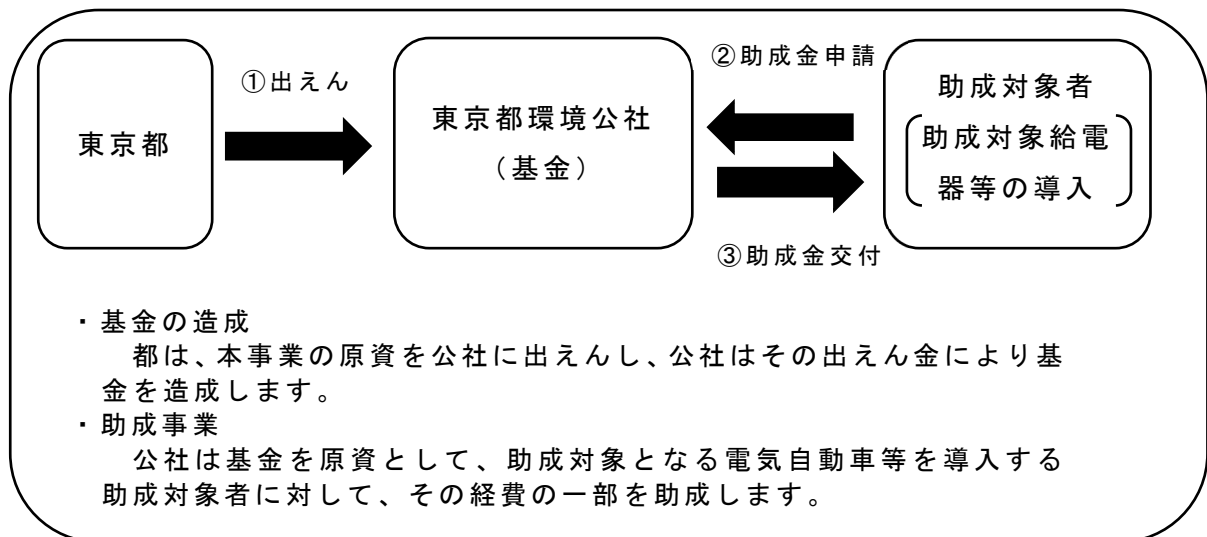 東京都
①出えん
東京都環境公社
（基金）
②助成金申請
③助成金交付
助成対象者
助成対象給電
器等の導入
・基金の造成
都は、本事業の原資を公社に出えんし、公社はその出えん金により基
金を造成します。
・助成事業
公社は基金を原資として、助成対象となる電気自動車等を導入する
助成対象者に対して、その経費の一部を助成します。